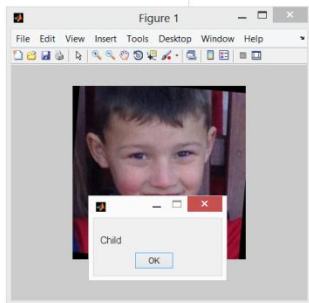 Figure 1
File Edit View Insert Tools Desktop Window Help
Child
OK